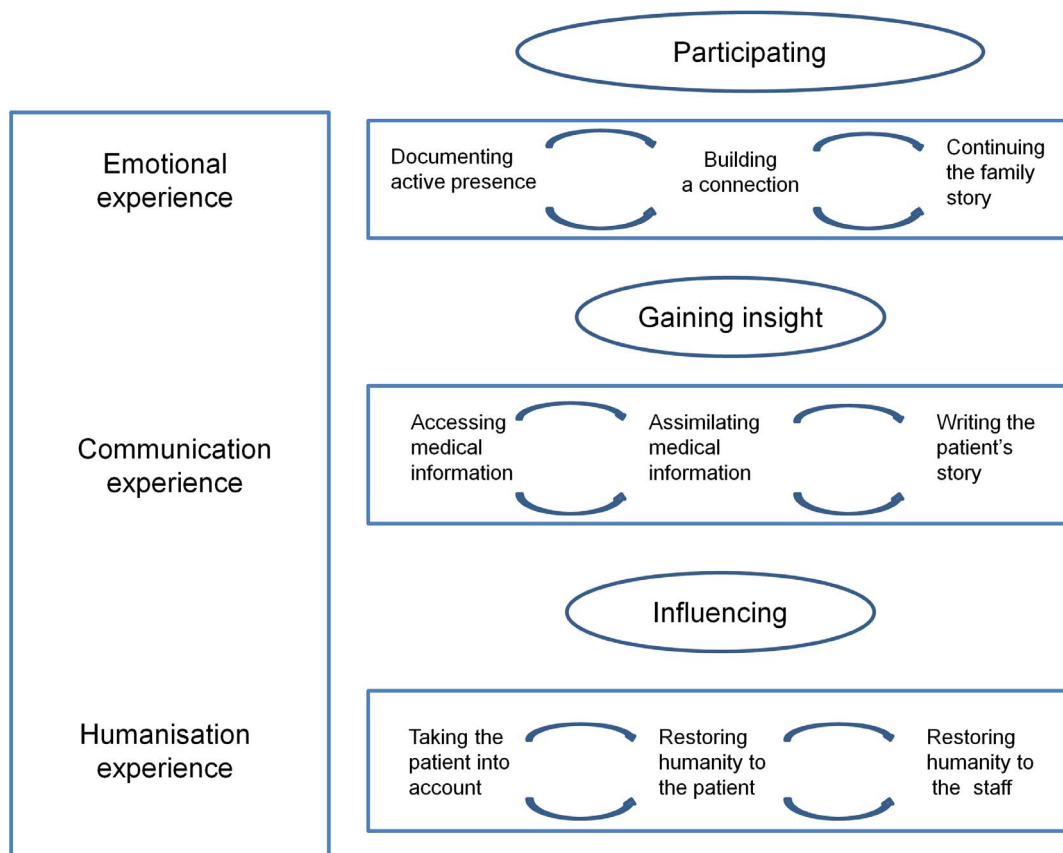 Participating
Emotional
experience
Documenting
active presence
Building
a connection
Continuing
the family
story
Gaining insight
Communication
experience
Accessing
medical
information
Assimilating
medical
information
Writing the
patient's
story
Influencing
Humanisation
experience
Taking the
patient into
account
Restoring
humanity to
the patient
Restoring
humanity to
the staff